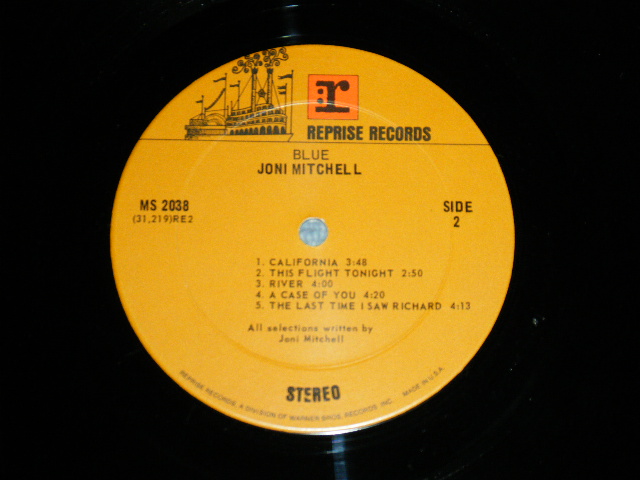 r
REPRISE RECORDS
BLUE
JONI MITCHELL
MS 2038
(31,219)RE2
SIDE
2
1. CALIFORNIA 3:48
2. THIS FLIGHT TONIGHT 2:50
3. RIVER 4:00
4. A CASE OF YOU 4:20
5. THE LAST TIME I SAW RICHARD 4:13
All selections written by
Joni Mitchell
STEREO
REPRISE RECORDS, A DIVISION OF WARNER BROS. RECORDS INC. MADE IN U.S.A.